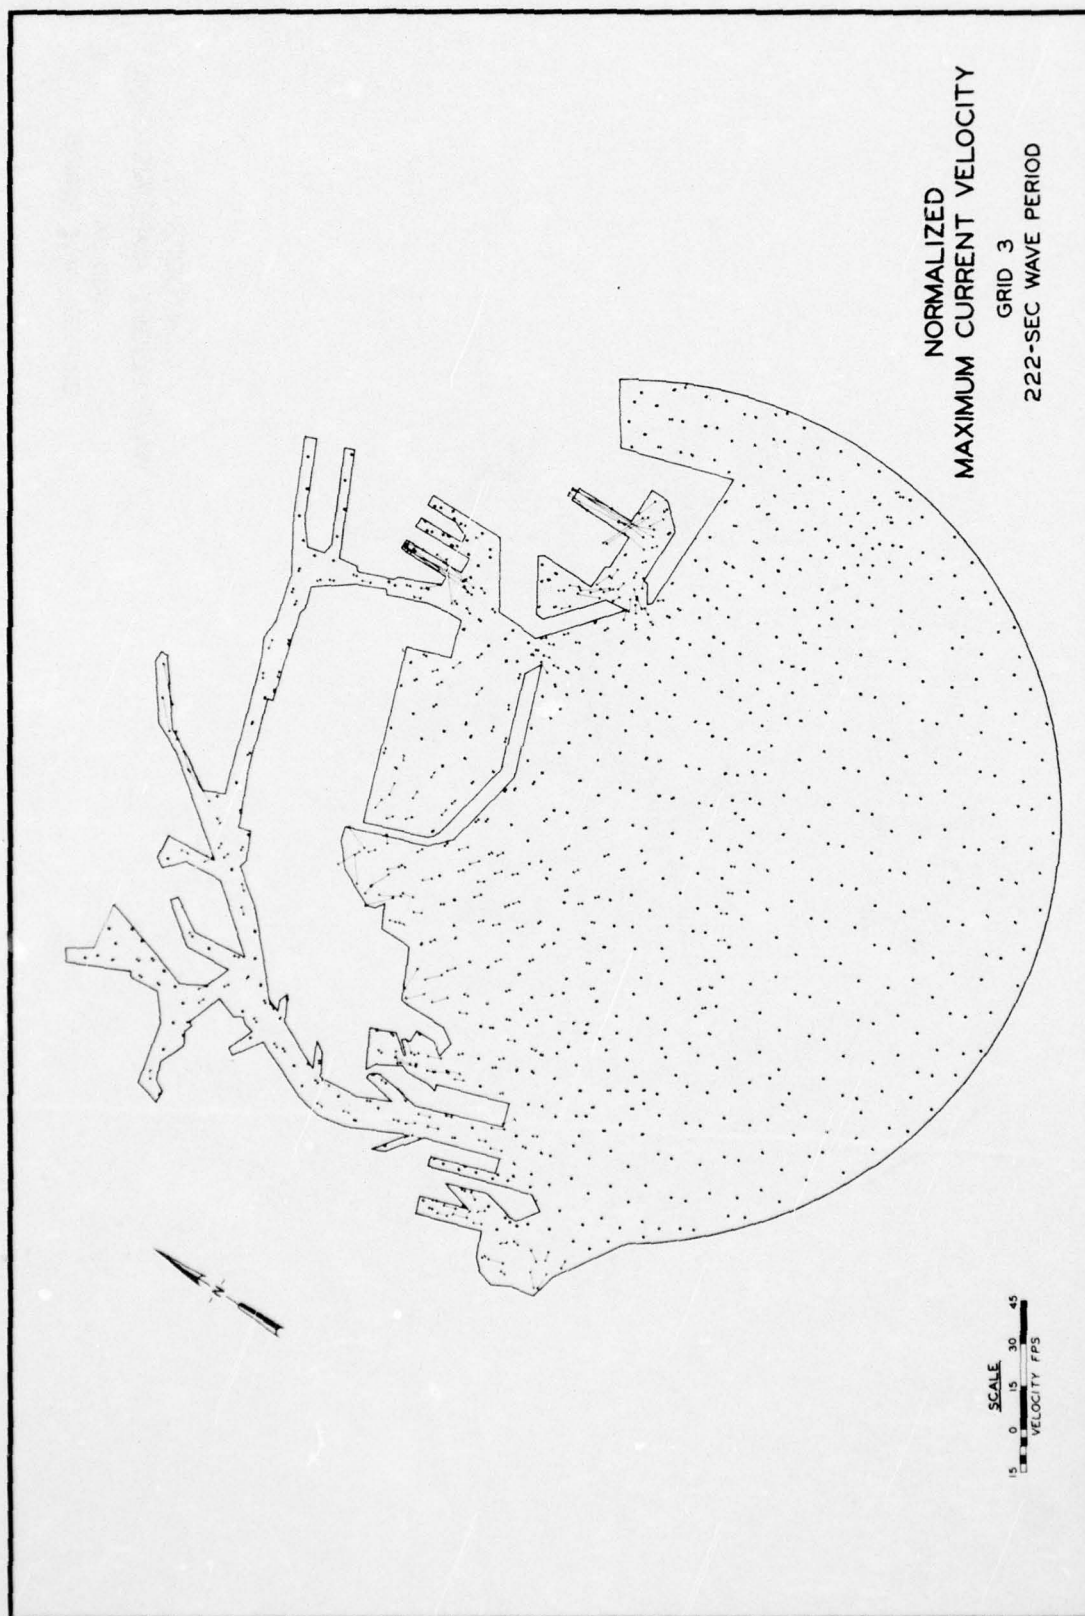 NORMALIZED
MAXIMUM CURRENT VELOCITY
GRID 3
222-SEC WAVE PERIOD
N
SCALE
15 0 15 30 45
VELOCITY FPS